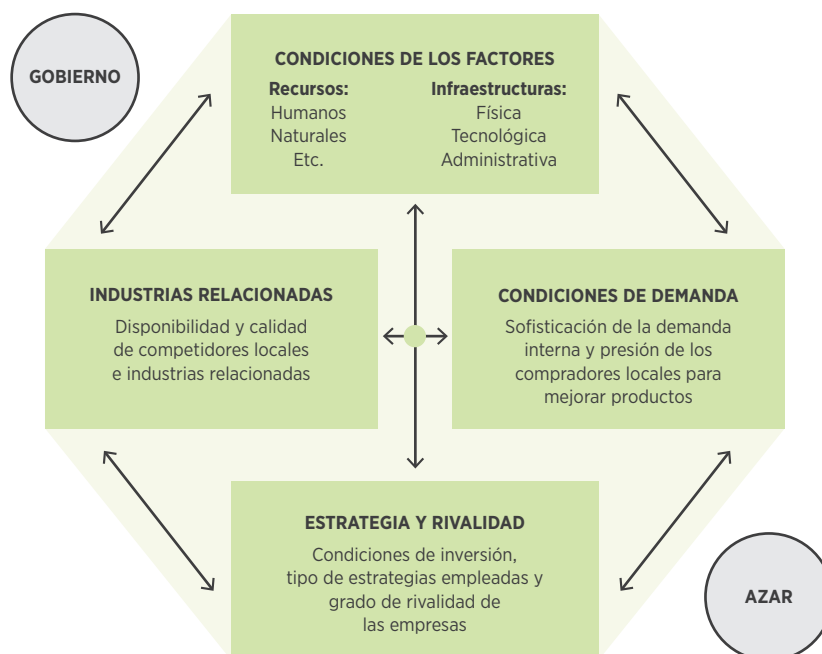 GOBIERNO
CONDICIONES DE LOS FACTORES
Recursos:
Humanos
Naturales
Etc.
Infraestructuras:
Física
Tecnológica
Administrativa
INDUSTRIAS RELACIONADAS
Disponibilidad y calidad
de competidores locales
e industrias relacionadas
CONDICIONES DE DEMANDA
Sofisticación de la demanda
interna y presión de los
compradores locales para
mejorar productos
ESTRATEGIA Y RIVALIDAD
Condiciones de inversión,
tipo de estrategias empleadas y
grado de rivalidad de
las empresas
AZAR